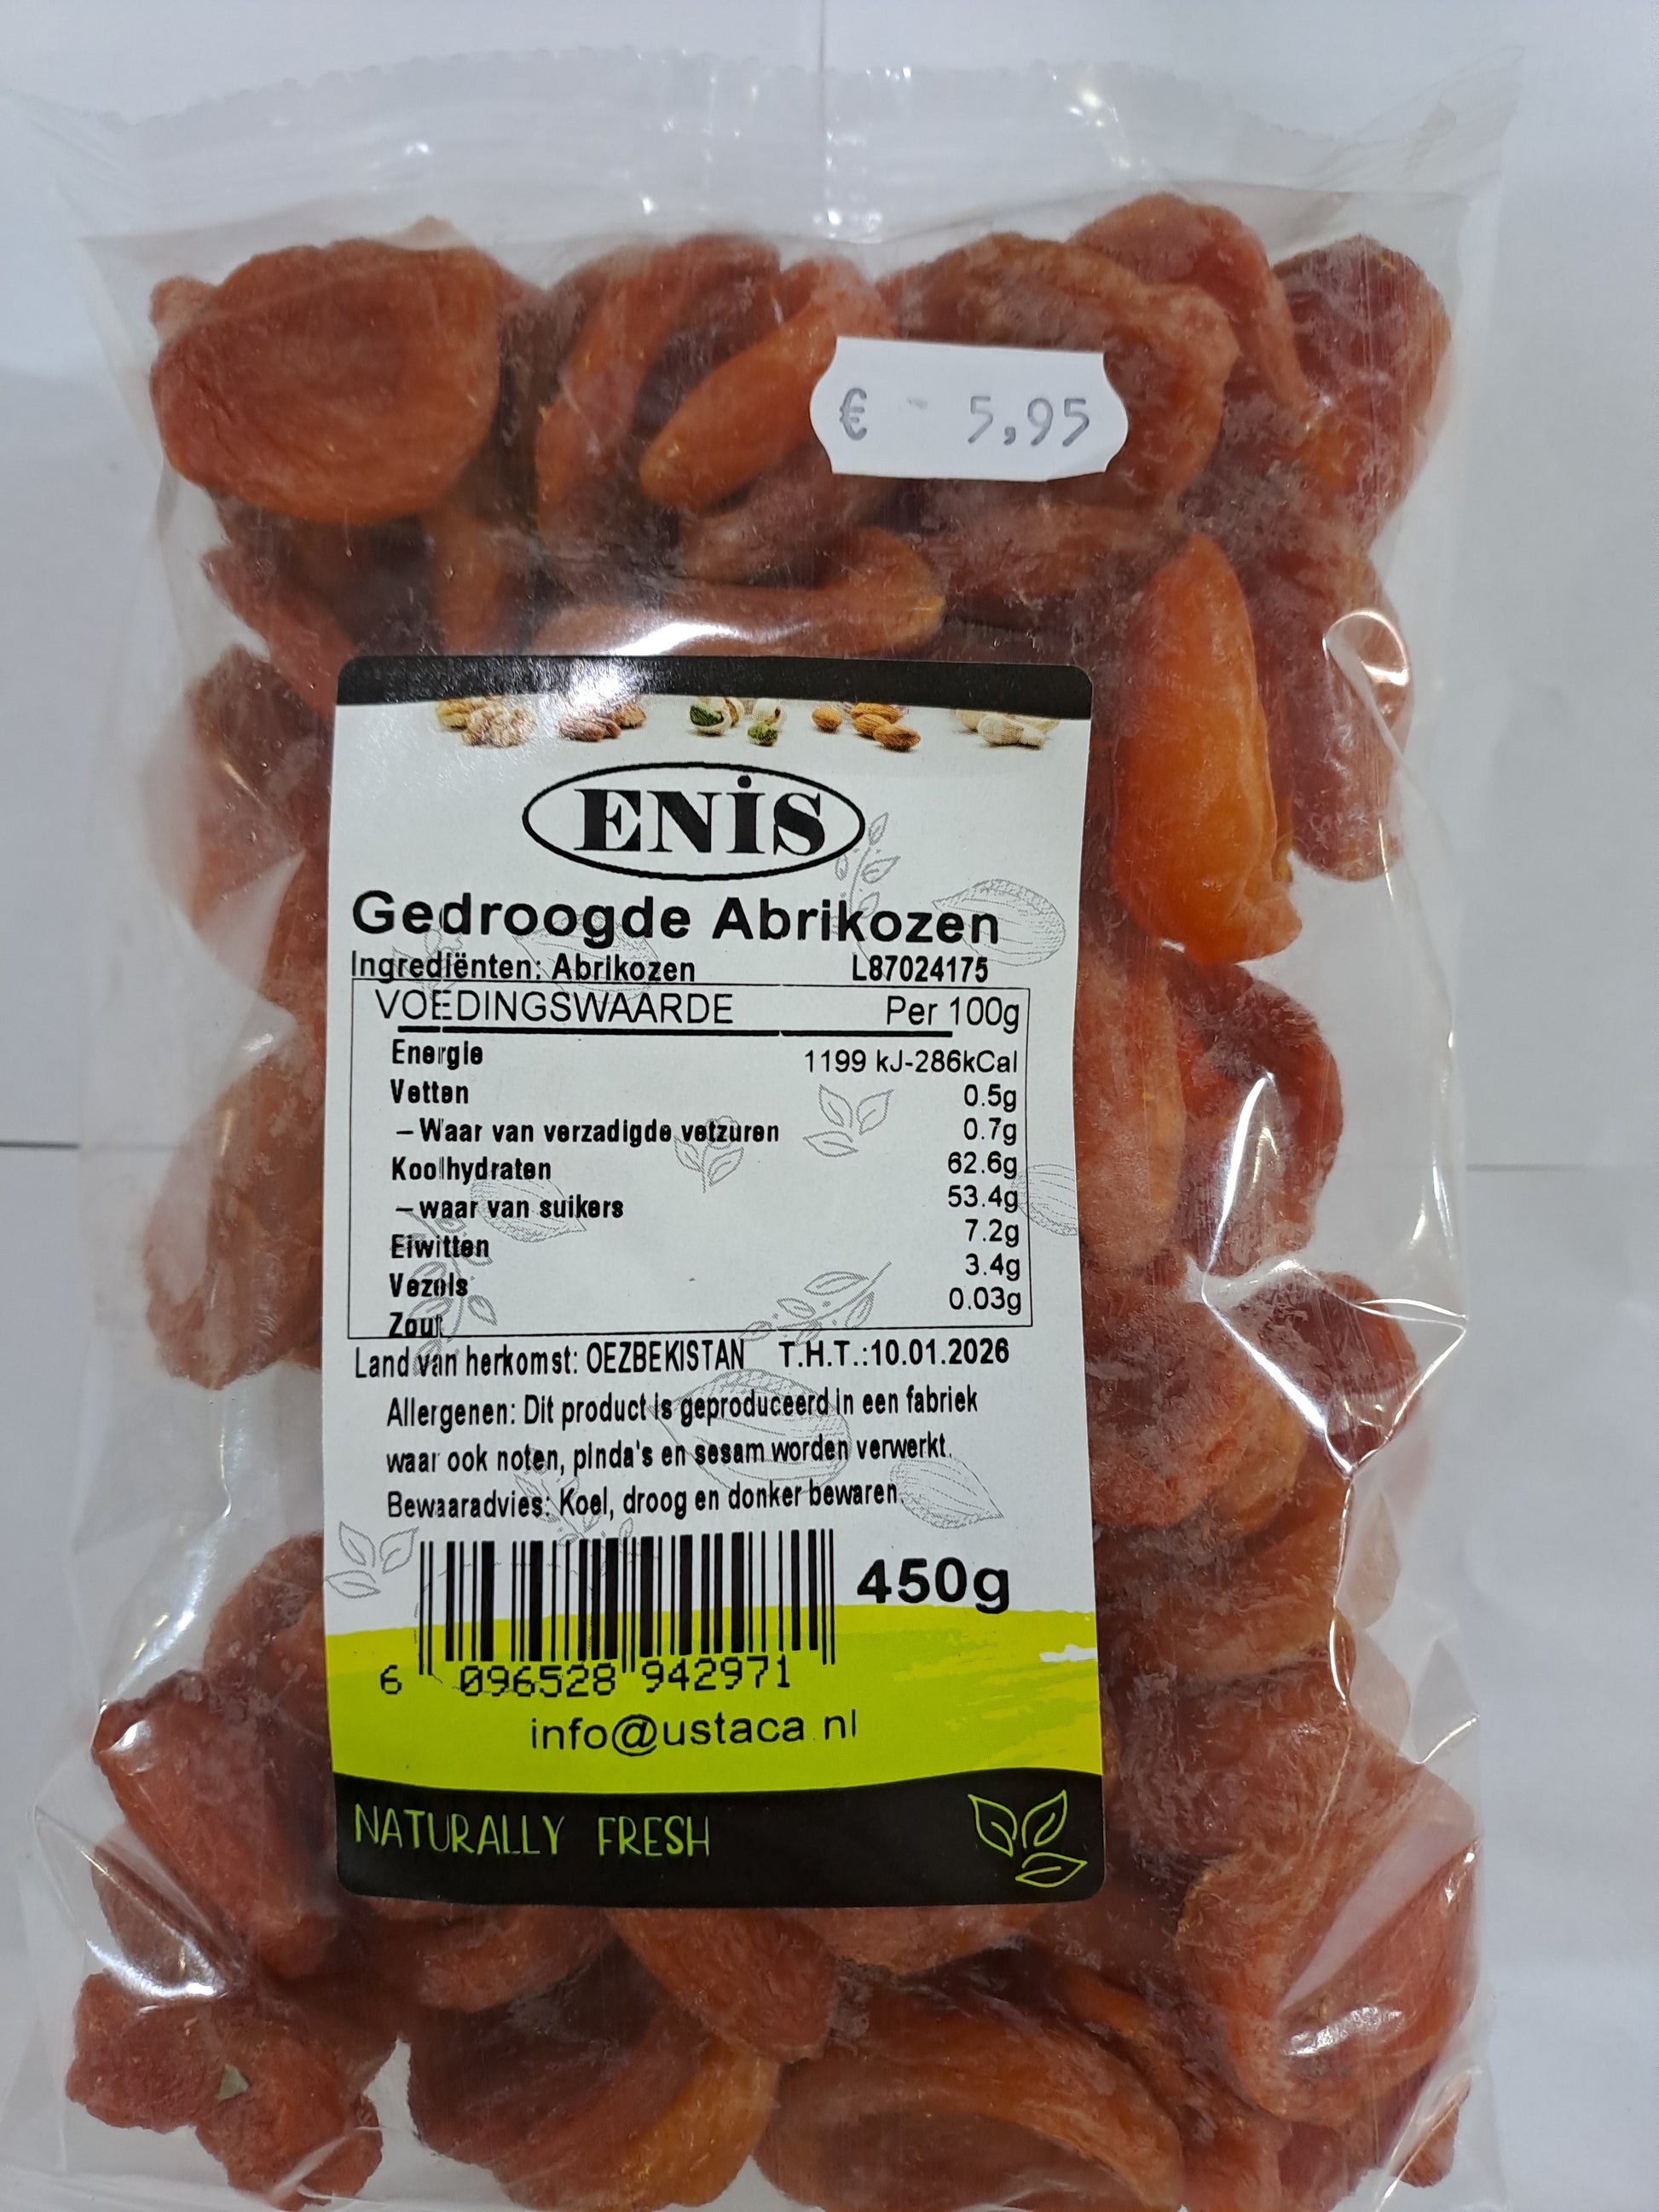 € - 5,95
ENİS
Gedroogde Abrikozen
Ingrediënten: Abrikozen L87024175
VOEDINGSWAARDE Per 100g
Energie 1199 kJ-286kCal
Vetten 0.5g
– Waar van verzadigde vetzuren 0.7g
Koolhydraten 62.6g
– waar van suikers 53.4g
Eiwitten 7.2g
Vezels 3.4g
Zout 0.03g
Land van herkomst: OEZBEKISTAN T.H.T.:10.01.2026
Allergenen: Dit product is geproduceerd in een fabriek
waar ook noten, pinda's en sesam worden verwerkt.
Bewaaradvies: Koel, droog en donker bewaren.
450g
6 096528 942971
info@ustaca.nl
NATURALLY FRESH